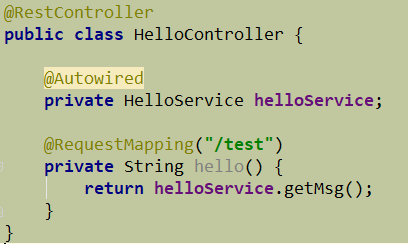 @RestController
public class HelloController {
@Autowired
private HelloService helloService;
@RequestMapping("/test")
private String hello() {
return helloService.getMsg();
}
}